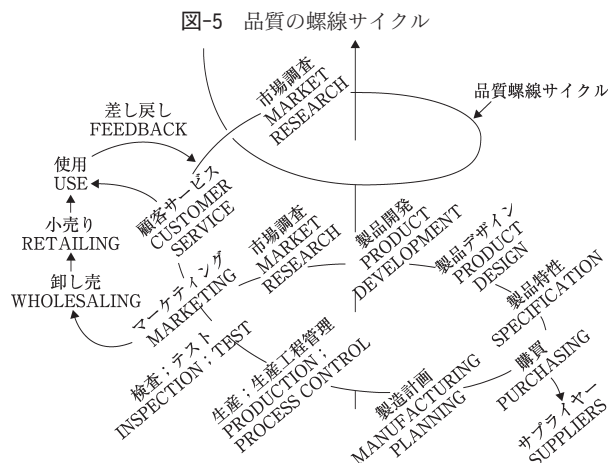 図-5 品質の螺線サイクル
市場調査
MARKET
RESEARCH
品質螺線サイクル
差し戻し
FEEDBACK
使用
USE
小売り
RETAILING
卸し売
WHOLESALING
顧客サービス
CUSTOMER
SERVICE
マーケティング
MARKETING
市場調査
MARKET
RESEARCH
製品開発
PRODUCT
DEVELOPMENT
製品デザイン
PRODUCT
DESIGN
製品特性
SPECIFICATION
購買
PURCHASING
サプライヤー
SUPPLIERS
製造計画
MANUFACTURING
PLANNING
生産；生産工程管理
PRODUCTION；
PROCESS CONTROL
検査；テスト
INSPECTION；TEST